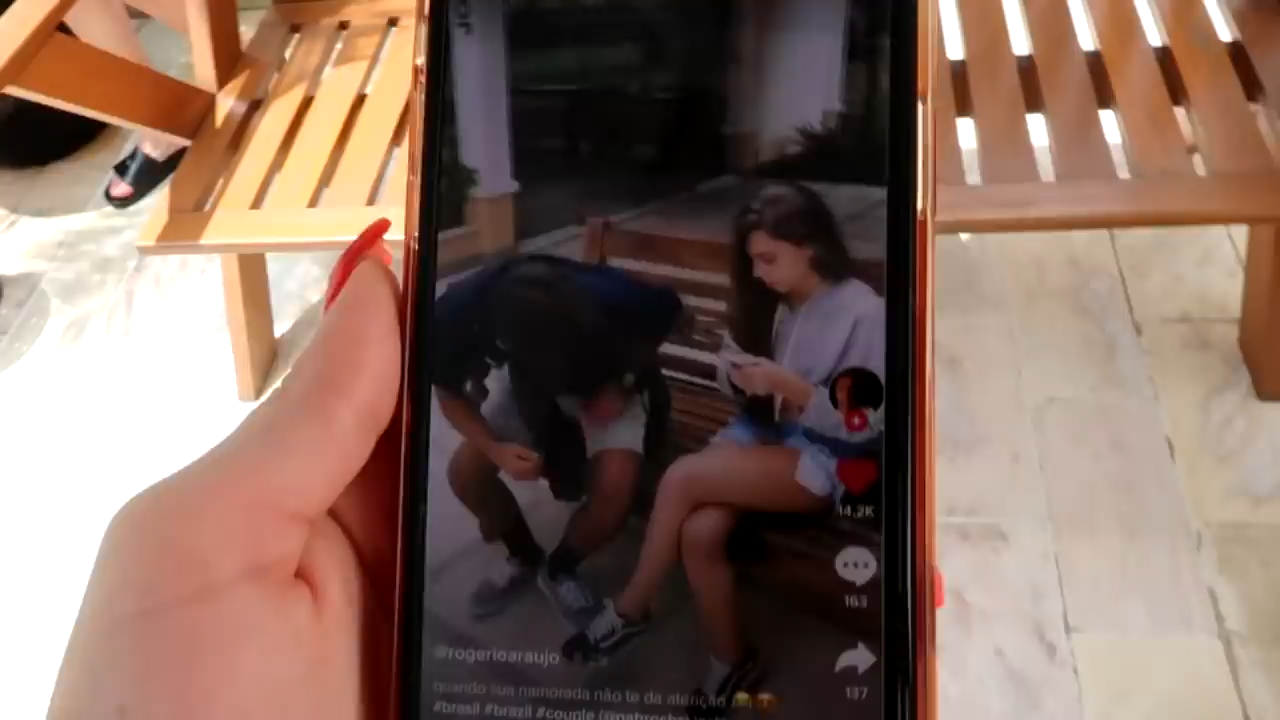 14,2K
163
137
@rogerioaraujo
quando sua namorada não te da atenção
#brasil #brazil #couple